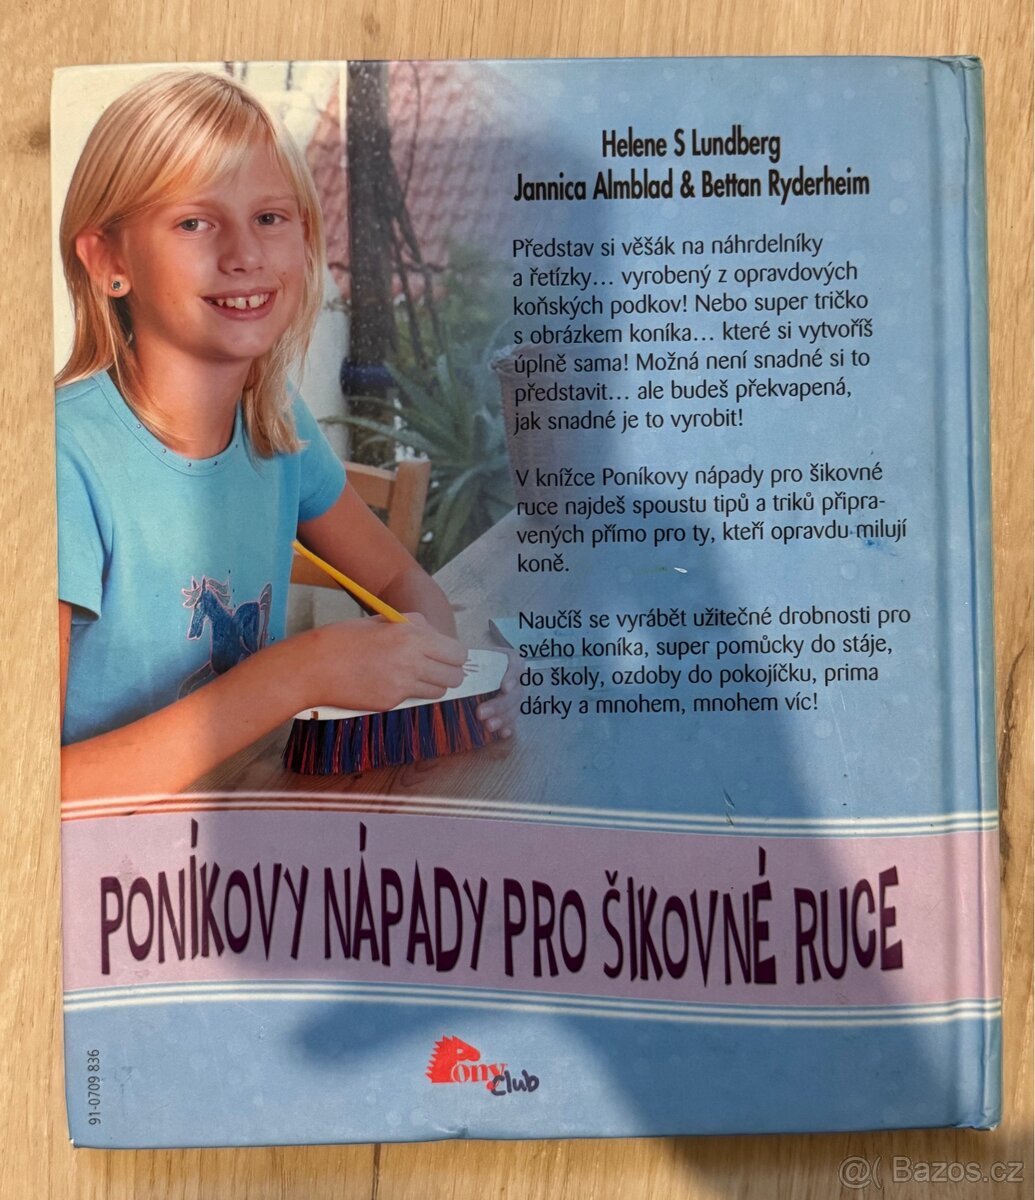 Helene S Lundberg
Jannica Almblad & Bettan Ryderheim
Představ si věšák na náhrdelníky
a řetízky... vyrobený z opravdových
koňských podkov! Nebo super tričko
s obrázkem koníka... které si vytvoříš
úplně sama! Možná není snadné si to
představit... ale budeš překvapená,
jak snadné je to vyrobit!
V knížce Poníkovy nápady pro šikovné
ruce najdeš spoustu tipů a triků připra-
vených přímo pro ty, kteří opravdu milují
koně.
Naučíš se vyrábět užitečné drobnosti pro
svého koníka, super pomůcky do stáje,
do školy, ozdoby do pokojíčku, prima
dárky a mnohem, mnohem víc!
PONÍKOVY NÁPADY PRO ŠIKOVNÉ RUCE
Pony
Club
91-0709 836
@( Bazos.cz